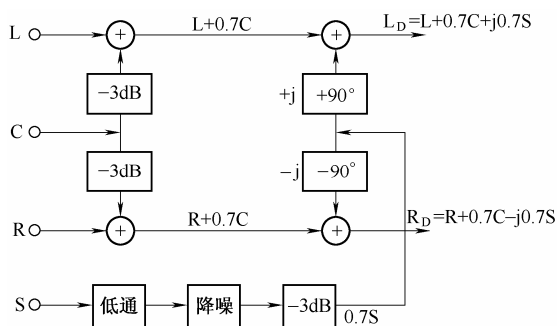 L
L+0.7C
L_D=L+0.7C+j0.7S
−3dB
+j
+90°
C
−3dB
−j
−90°
R
R+0.7C
R_D=R+0.7C−j0.7S
S
低通
降噪
−3dB
0.7S